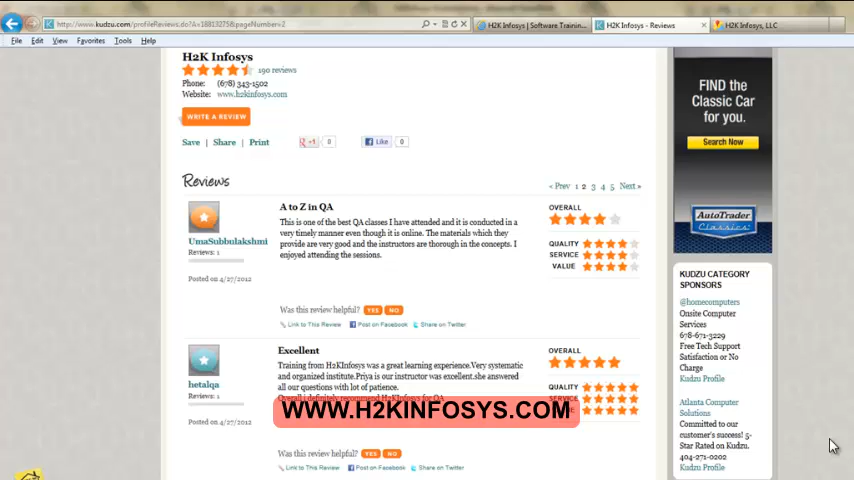 http://www.kudzu.com/profileReviews.do?A=18813275&pageNumber=2
H2K Infosys | Software Trainin...
H2K Infosys - Reviews
H2K Infosys, LLC
File Edit View Favorites Tools Help
H2K Infosys
190 reviews
Phone: (678) 343-1502
Website: www.h2kinfosys.com
WRITE A REVIEW
Save | Share | Print
+1 0
Like 0
Reviews
« Prev 1 2 3 4 5 Next »
A to Z in QA
This is one of the best QA classes I have attended and it is conducted in a
very timely manner even though it is online. The materials which they
provide are very good and the instructors are thorough in the concepts. I
enjoyed attending the sessions.
UmaSubbulakshmi
Reviews: 1
Posted on 4/27/2012
OVERALL
QUALITY
SERVICE
VALUE
Was this review helpful? YES NO
Link to This Review Post on Facebook Share on Twitter
Excellent
Training from H2KInfosys was a great learning experience.Very systematic
and organized institute.Priya is our instructor was excellent.she answered
all our questions with lot of patience.
Overall i definitely recommend H2KInfosys for QA
hetalqa
Reviews: 1
Posted on 4/27/2012
OVERALL
QUALITY
SERVICE
WWW.H2KINFOSYS.COM
Was this review helpful? YES NO
Link to This Review Post on Facebook Share on Twitter
FIND the
Classic Car
for you.
Search Now
AutoTrader
Classics
KUDZU CATEGORY
SPONSORS
@homecomputers
Onsite Computer
Services
678-671-3229
Free Tech Support
Satisfaction or No
Charge
Kudzu Profile
Atlanta Computer
Solutions
Committed to our
customer's success! 5-
Star Rated on Kudzu.
404-271-0202
Kudzu Profile